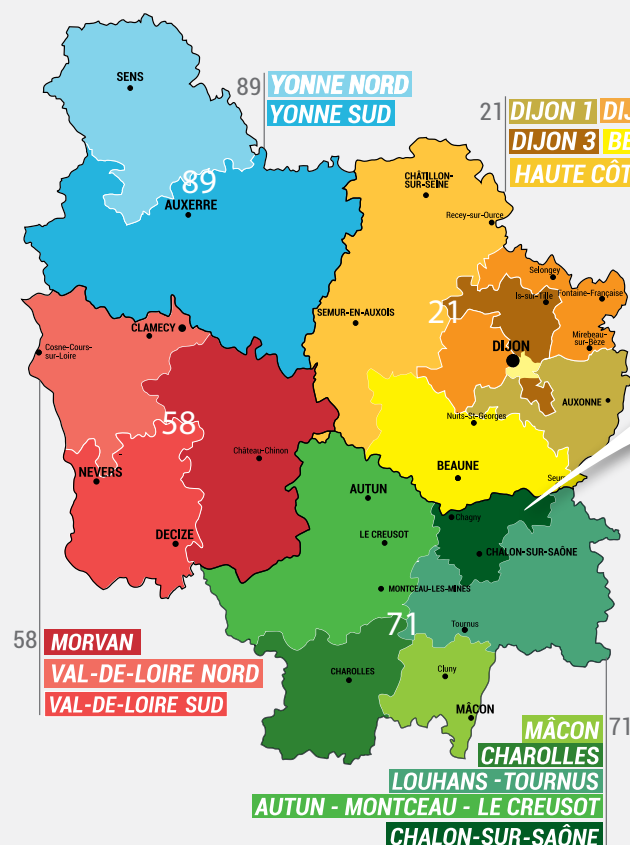 SENS
89 YONNE NORD
YONNE SUD
21 DIJON 1
DIJON 3
HAUTE
89
AUXERRE
CHÂTILLON-
SUR-SEINE
Recey-sur-Ource
Selongey
Is-sur-Tille
Fontaine-Française
21
SEMUR-EN-AUXOIS
CLAMECY
Cosne-Cours-
sur-Loire
DIJON
Mirebeau-
sur-Bèze
AUXONNE
58
Nuits-St-Georges
Château-Chinon
BEAUNE
NEVERS
AUTUN
Chagny
DECIZE
LE CREUSOT
CHALON-SUR-SAÔNE
MONTCEAU-LES-MINES
71
Tournus
58 MORVAN
VAL-DE-LOIRE NORD
VAL-DE-LOIRE SUD
CHAROLLES
Cluny
MÂCON
71
MÂCON
CHAROLLES
LOUHANS - TOURNUS
AUTUN - MONTCEAU - LE CREUSOT
CHALON-SUR-SAÔNE